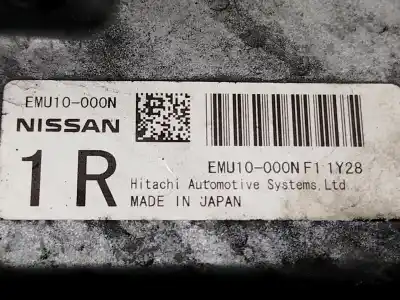 EMU10-000N
NISSAN
1R
EMU10-000N F1 1Y28
Hitachi Automotive Systems,Ltd
MADE IN JAPAN